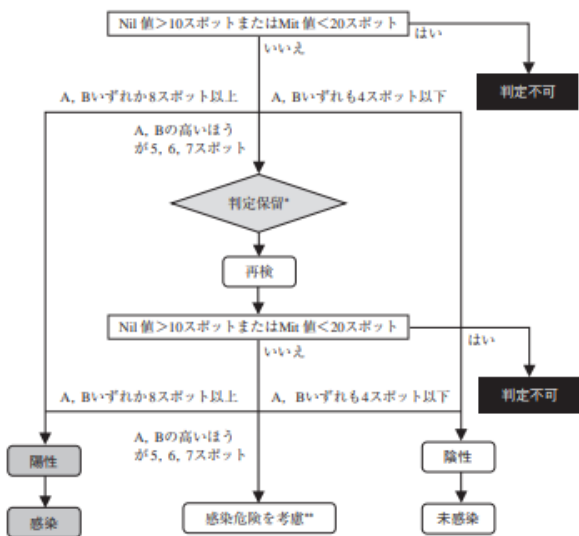 Nil 値>10スポットまたはMit 値<20スポット
はい
いいえ
判定不可
A, Bいずれか8スポット以上
A, Bいずれも4スポット以下
A, Bの高いほう
が5, 6, 7スポット
判定保留*
再検
Nil 値>10スポットまたはMit 値<20スポット
はい
いいえ
判定不可
A, Bいずれか8スポット以上
A, Bいずれも4スポット以下
A, Bの高いほう
が5, 6, 7スポット
陽性
陰性
感染
感染危険を考慮**
未感染